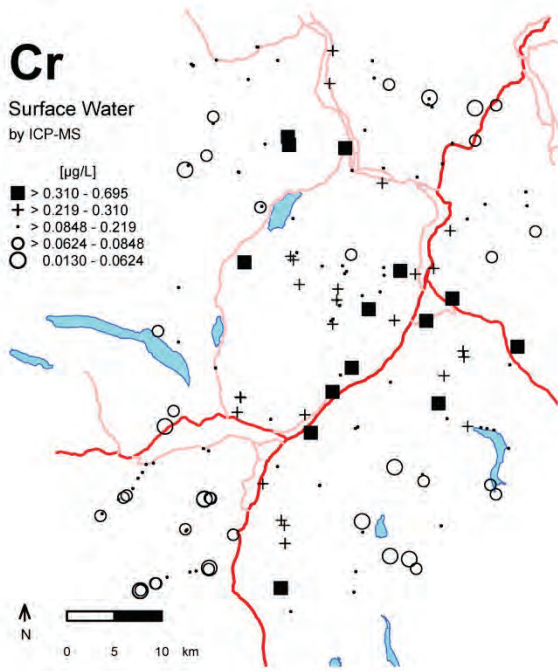 Cr
Surface Water
by ICP-MS
[µg/L]
> 0.310 - 0.695
> 0.219 - 0.310
> 0.0848 - 0.219
> 0.0624 - 0.0848
0.0130 - 0.0624
N
0 5 10 km